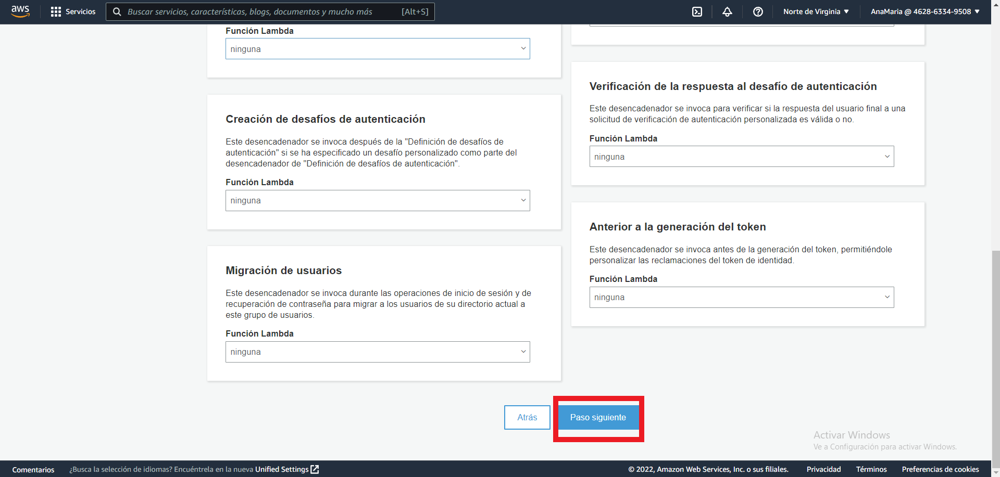 aws Servicios Buscar servicios, características, blogs, documentos y mucho más [Alt+S] Norte de Virginia ▼ AnaMaria @ 4628-6334-9508 ▼
Función Lambda
ninguna
Creación de desafíos de autenticación
Este desencadenador se invoca después de la "Definición de desafíos de
autenticación" si se ha especificado un desafío personalizado como parte del
desencadenador de "Definición de desafíos de autenticación".
Función Lambda
ninguna
Migración de usuarios
Este desencadenador se invoca durante las operaciones de inicio de sesión y de
recuperación de contraseña para migrar a los usuarios de su directorio actual a
este grupo de usuarios.
Función Lambda
ninguna
Verificación de la respuesta al desafío de autenticación
Este desencadenador se invoca para verificar si la respuesta del usuario final a una
solicitud de verificación de autenticación personalizada es válida o no.
Función Lambda
ninguna
Anterior a la generación del token
Este desencadenador se invoca antes de la generación del token, permitiéndole
personalizar las reclamaciones del token de identidad.
Función Lambda
ninguna
Atrás Paso siguiente
Activar Windows
Ve a Configuración para activar Windows.
Comentarios ¿Busca la selección de idiomas? Encuéntrela en la nueva Unified Settings © 2022, Amazon Web Services, Inc. o sus filiales. Privacidad Términos Preferencias de cookies